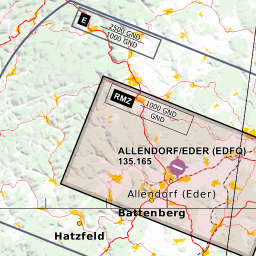 E
2500 GND
1000 GND
RMZ
1000 GND
GND
ALLENDORF/EDER (EDFQ)
135.165
Allendorf (Eder)
Battenberg
Hatzfeld